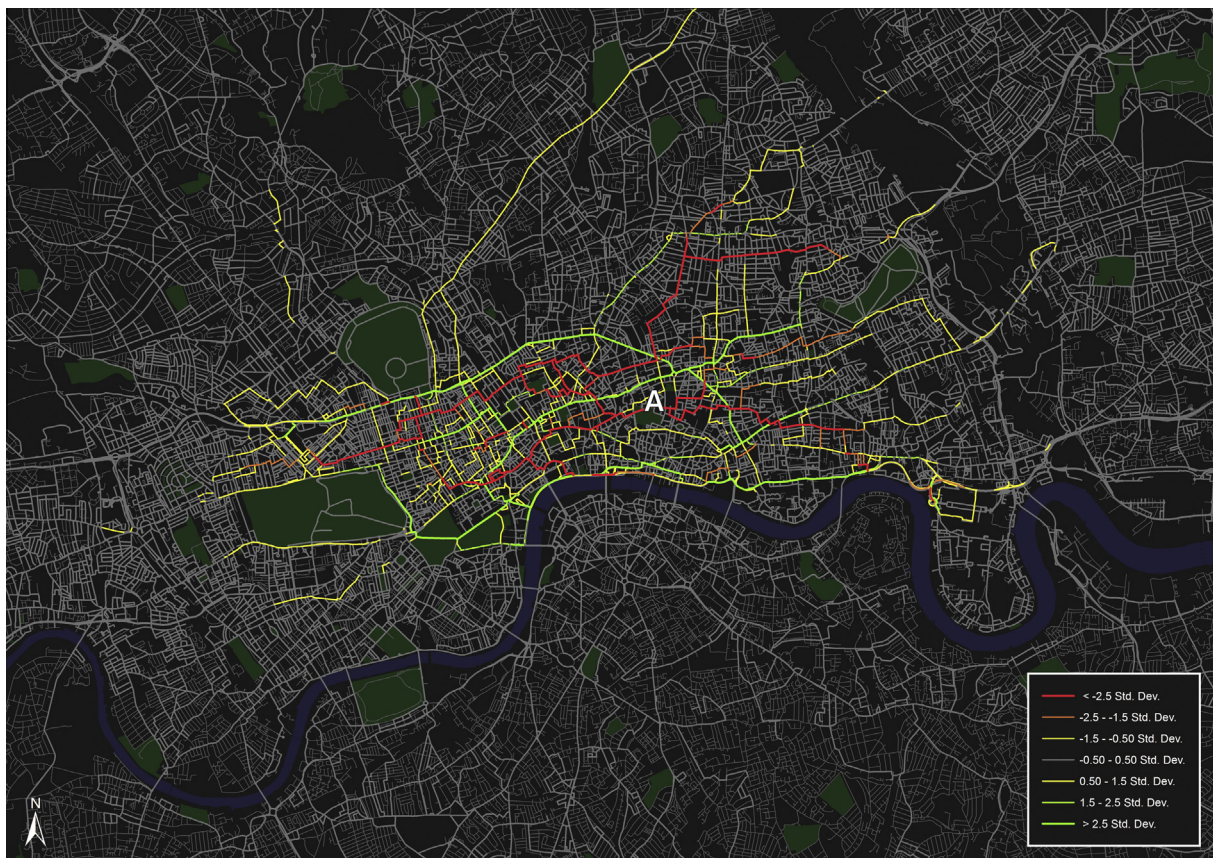 A
< -2.5 Std. Dev.
-2.5 - -1.5 Std. Dev.
-1.5 - -0.50 Std. Dev.
-0.50 - 0.50 Std. Dev.
0.50 - 1.5 Std. Dev.
1.5 - 2.5 Std. Dev.
> 2.5 Std. Dev.
N